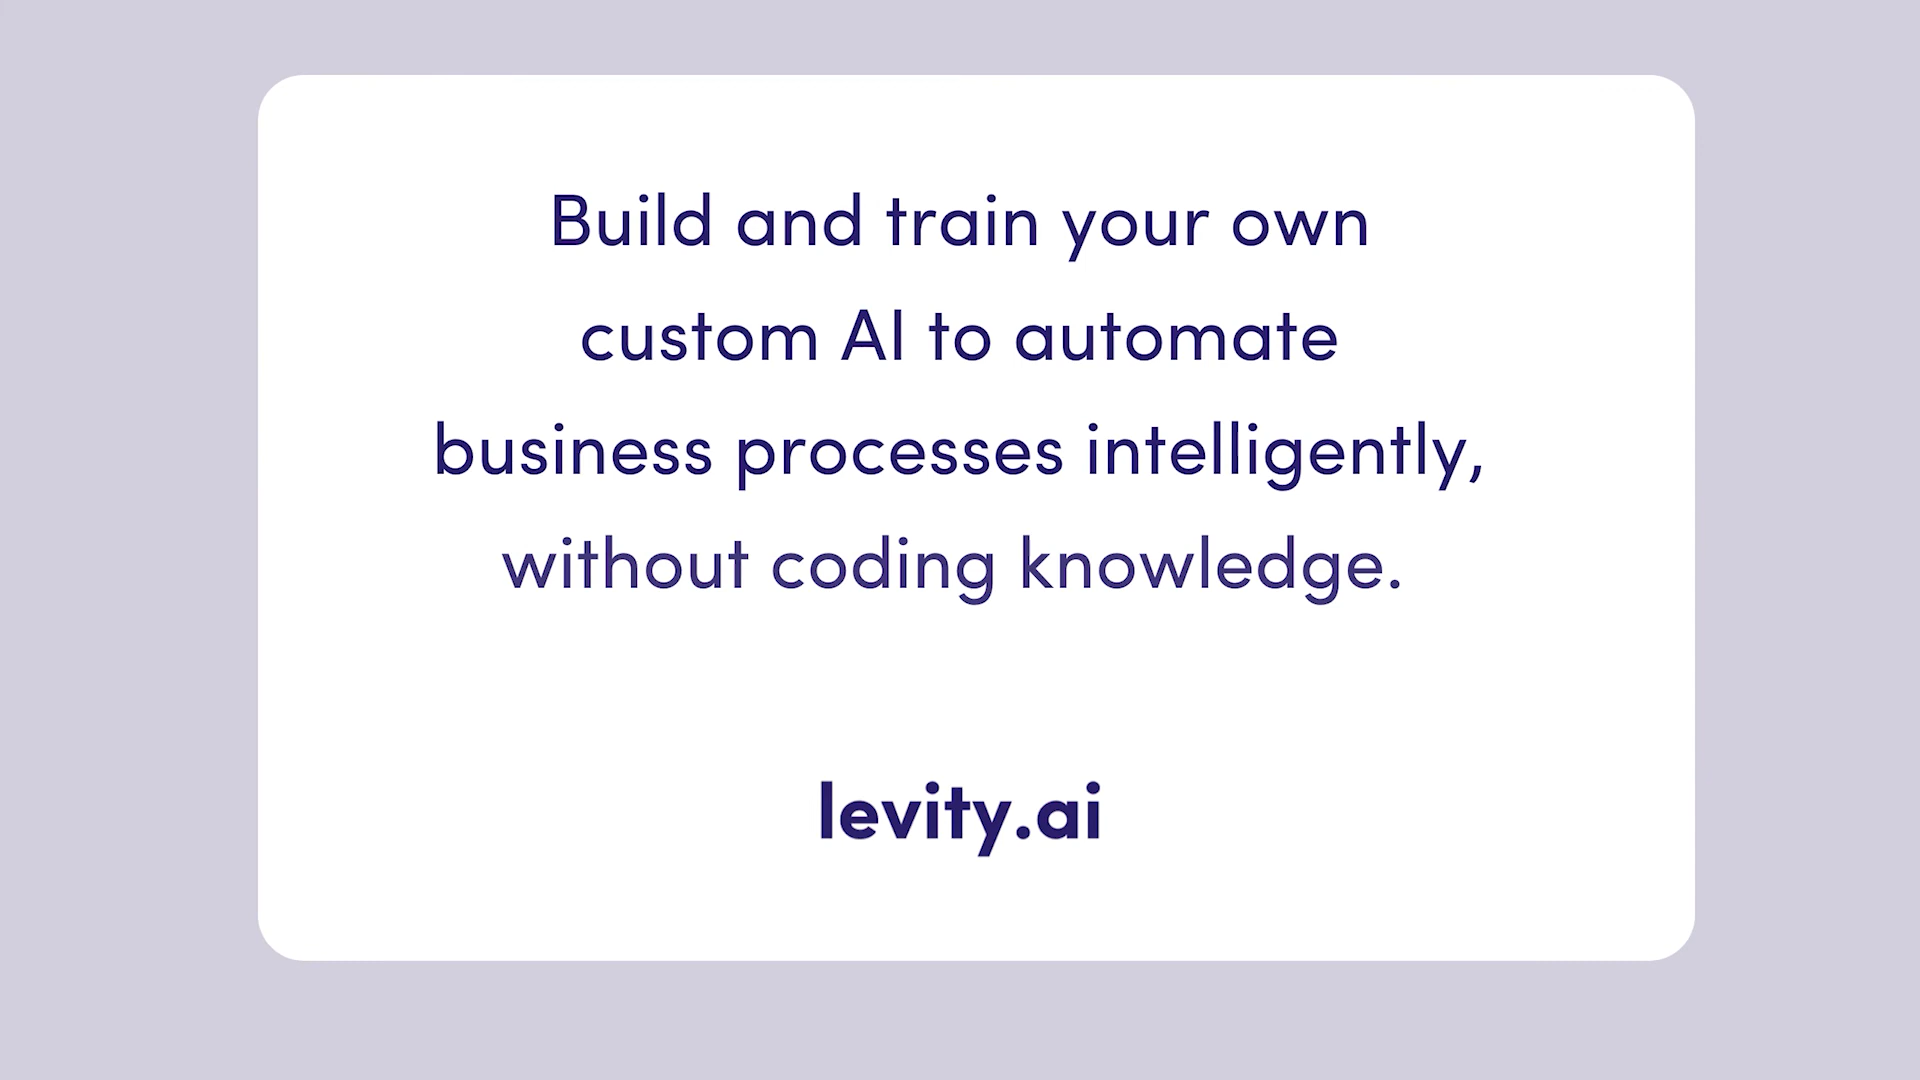 Build and train your own
custom AI to automate
business processes intelligently,
without coding knowledge.
levity.ai